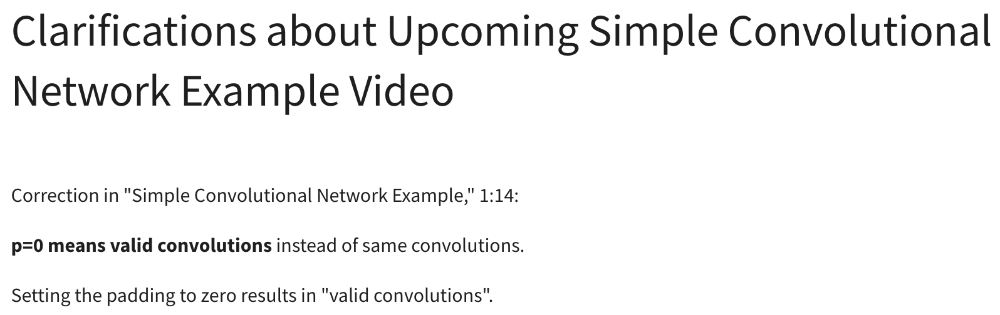 Clarifications about Upcoming Simple Convolutional
Network Example Video
Correction in "Simple Convolutional Network Example," 1:14:
p=0 means valid convolutions instead of same convolutions.
Setting the padding to zero results in "valid convolutions".